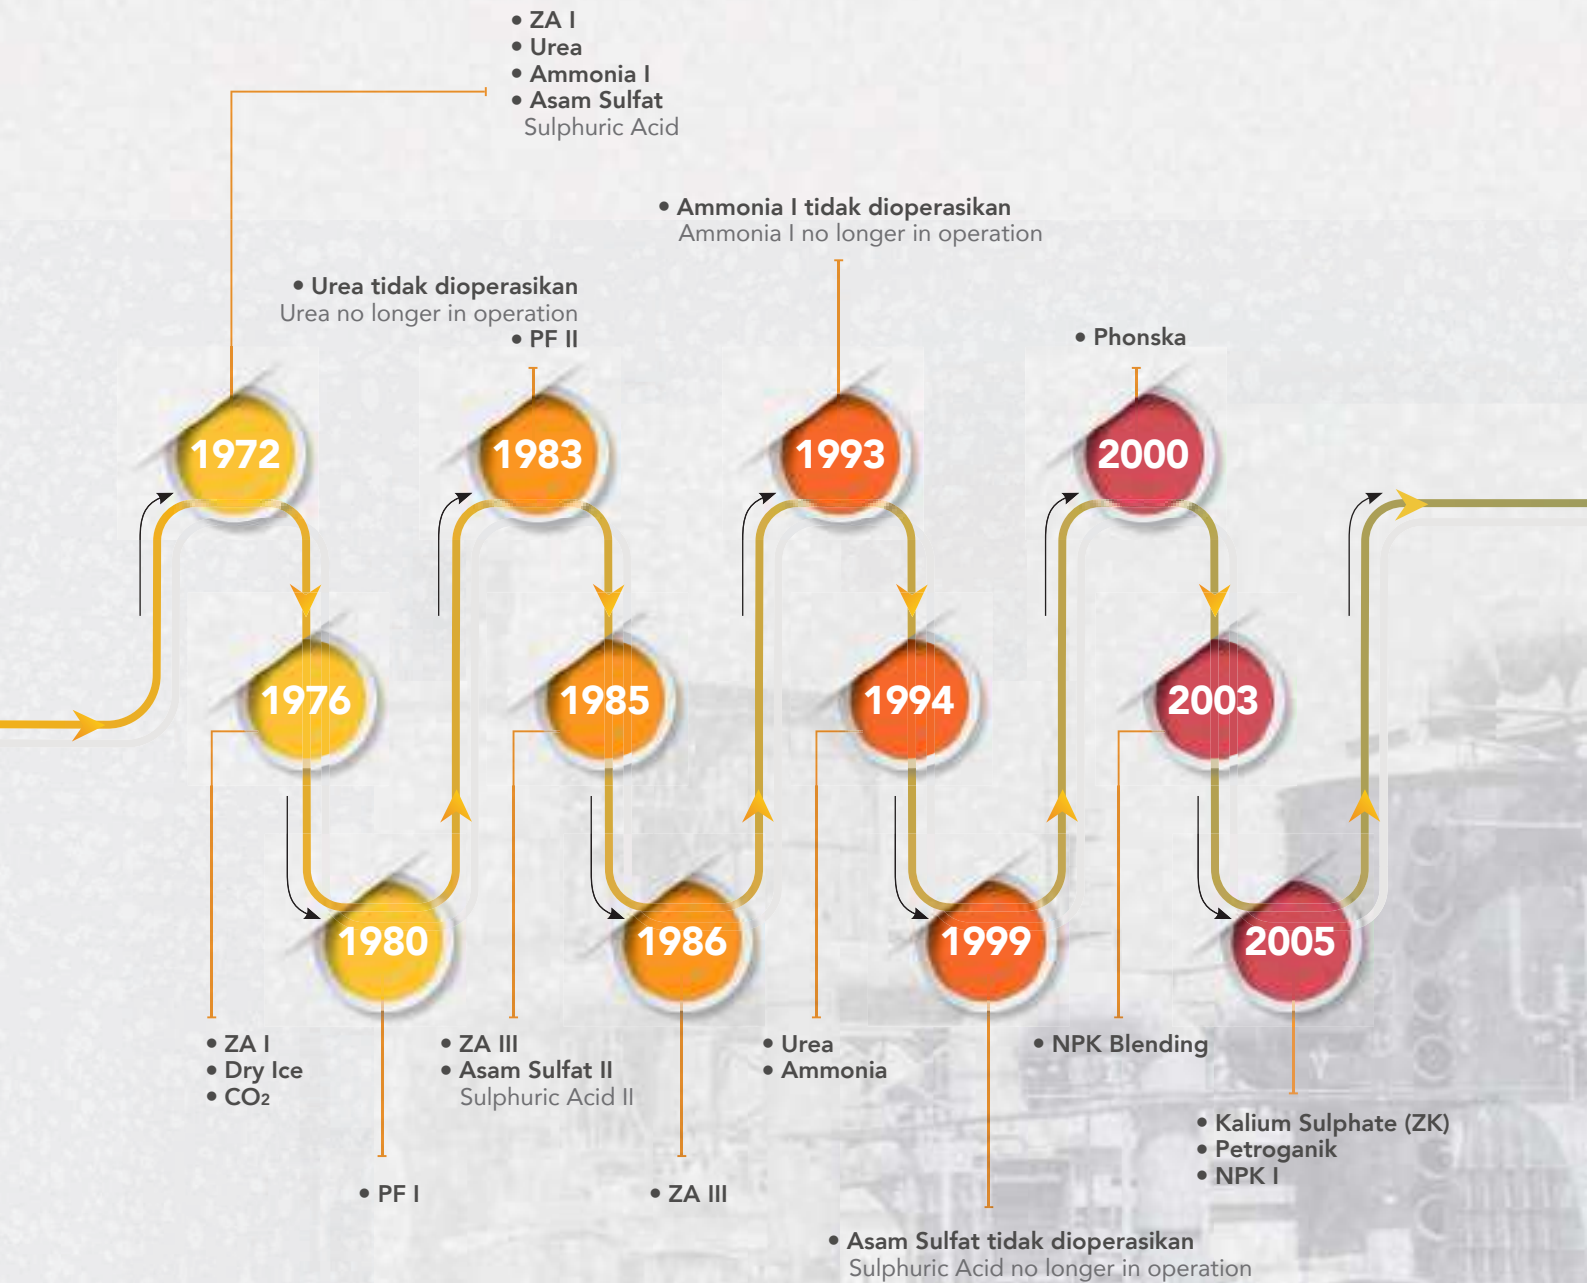 • ZA I
• Urea
• Ammonia I
• Asam Sulfat
Sulphuric Acid
1972
• ZA I
• Dry Ice
• CO2
1976
• PF I
1980
• Urea tidak dioperasikan
Urea no longer in operation
• PF II
1983
• ZA III
• Asam Sulfat II
Sulphuric Acid II
1985
• ZA III
1986
• Ammonia I tidak dioperasikan
Ammonia I no longer in operation
1993
• Urea
• Ammonia
1994
• Asam Sulfat tidak dioperasikan
Sulphuric Acid no longer in operation
1999
• Phonska
2000
• NPK Blending
2003
• Kalium Sulphate (ZK)
• Petroganik
• NPK I
2005